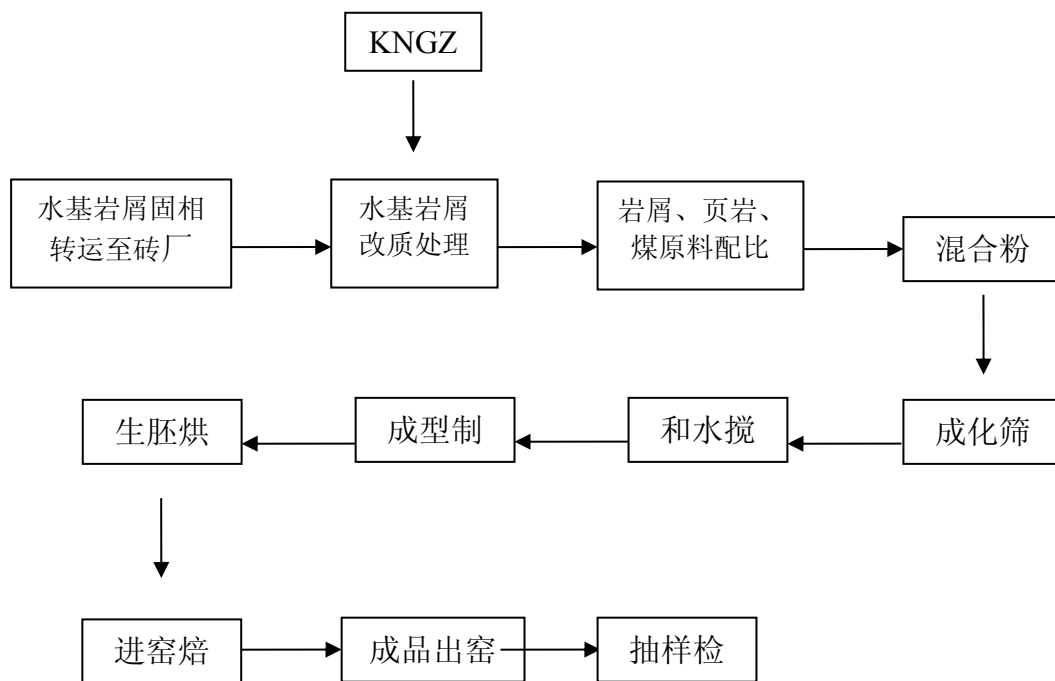 KNGZ
水基岩屑固相
转运至砖厂
水基岩屑
改质处理
岩屑、页岩、
煤原料配比
混合粉
成化筛
和水搅
成型制
生胚烘
进窑焙
成品出窑
抽样检